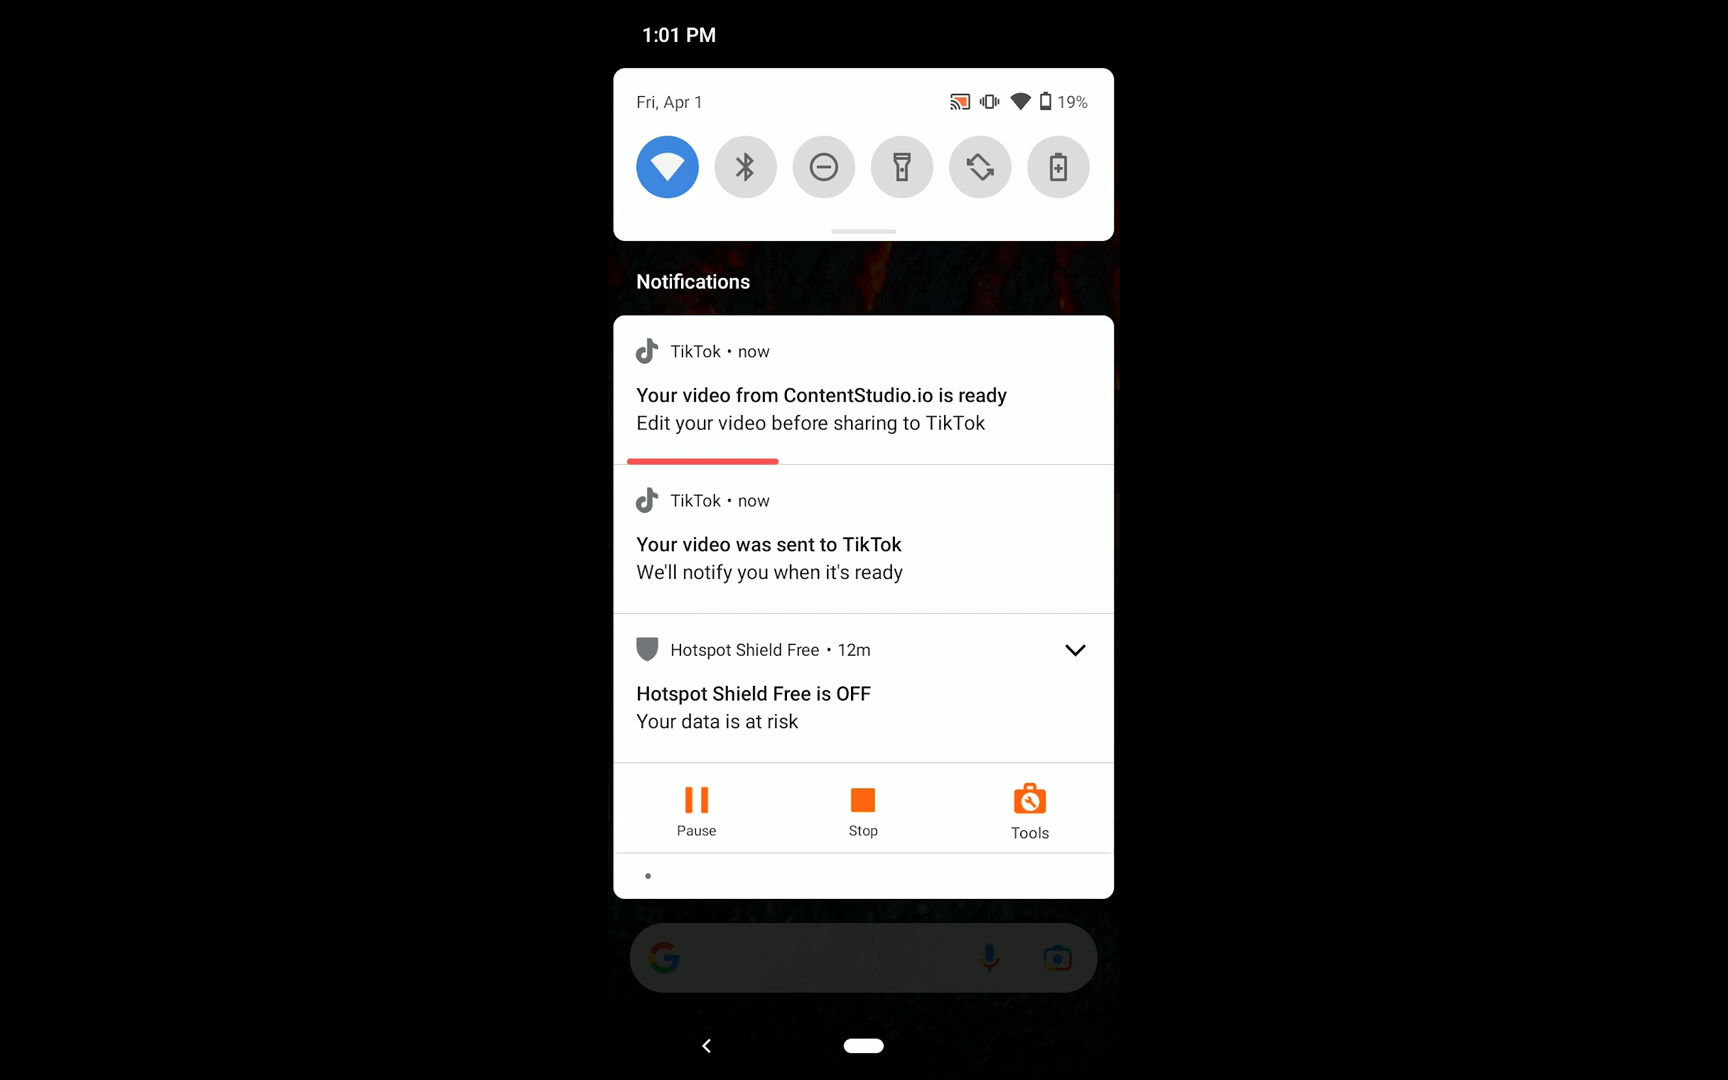 1:01 PM
Fri, Apr 1
19%
Notifications
TikTok • now
Your video from ContentStudio.io is ready
Edit your video before sharing to TikTok
TikTok • now
Your video was sent to TikTok
We'll notify you when it's ready
Hotspot Shield Free • 12m
Hotspot Shield Free is OFF
Your data is at risk
Pause
Stop
Tools